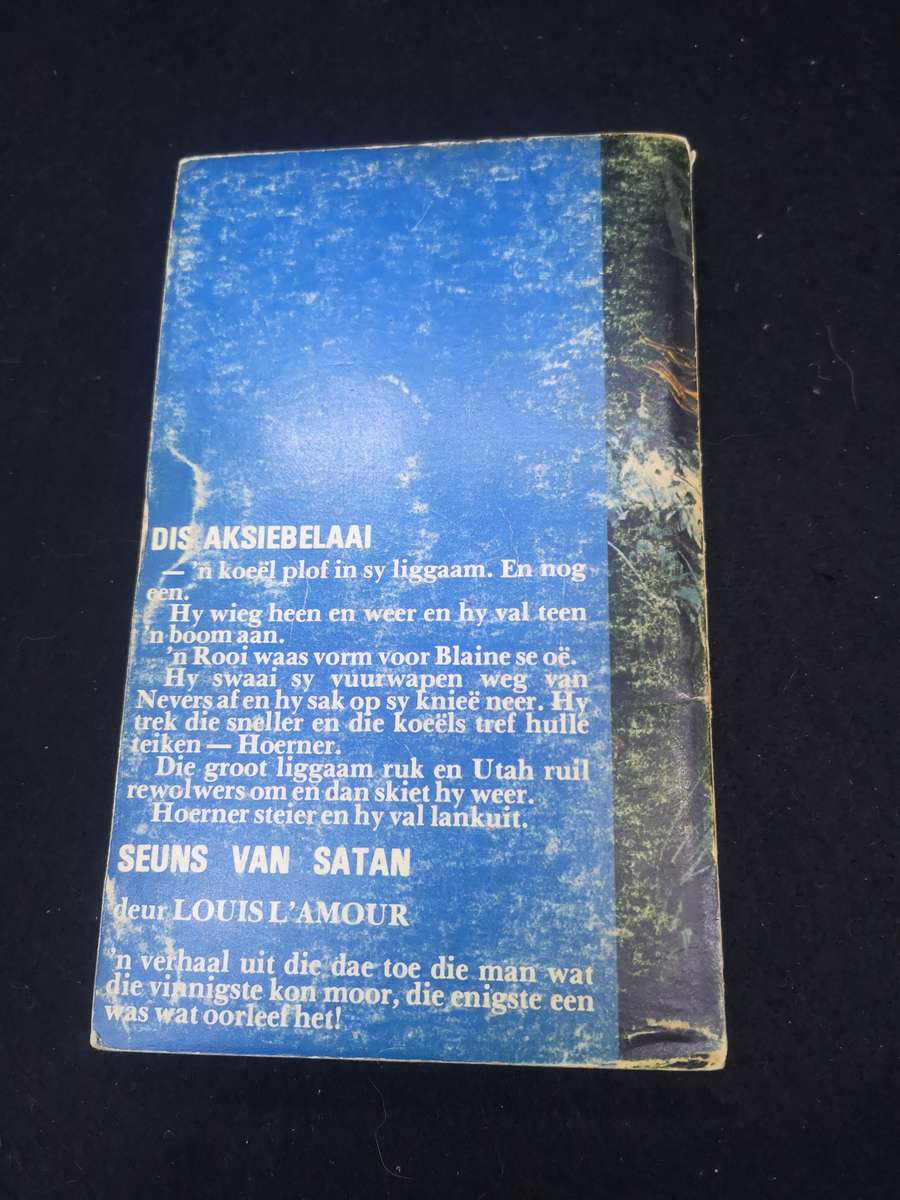 DIS AKSIEBELAAI
— 'n koeël plof in sy liggaam. En nog
een.
Hy wieg heen en weer en hy val teen
'n boom aan.
'n Rooi waas vorm voor Blaine se oë.
Hy swaai sy vuurwapen weg van
Nevers af en hy sak op sy knieë neer. Hy
trek die sneller en die koeëls tref hulle
teiken — Hoerner.
Die groot liggaam ruk en Utah ruil
rewolwers om en dan skiet hy weer.
Hoerner steier en hy val lankuit.
SEUNS VAN SATAN
deur LOUIS L'AMOUR
'n verhaal uit die dae toe die man wat
die vinnigste kon moor, die enigste een
was wat oorleef het!